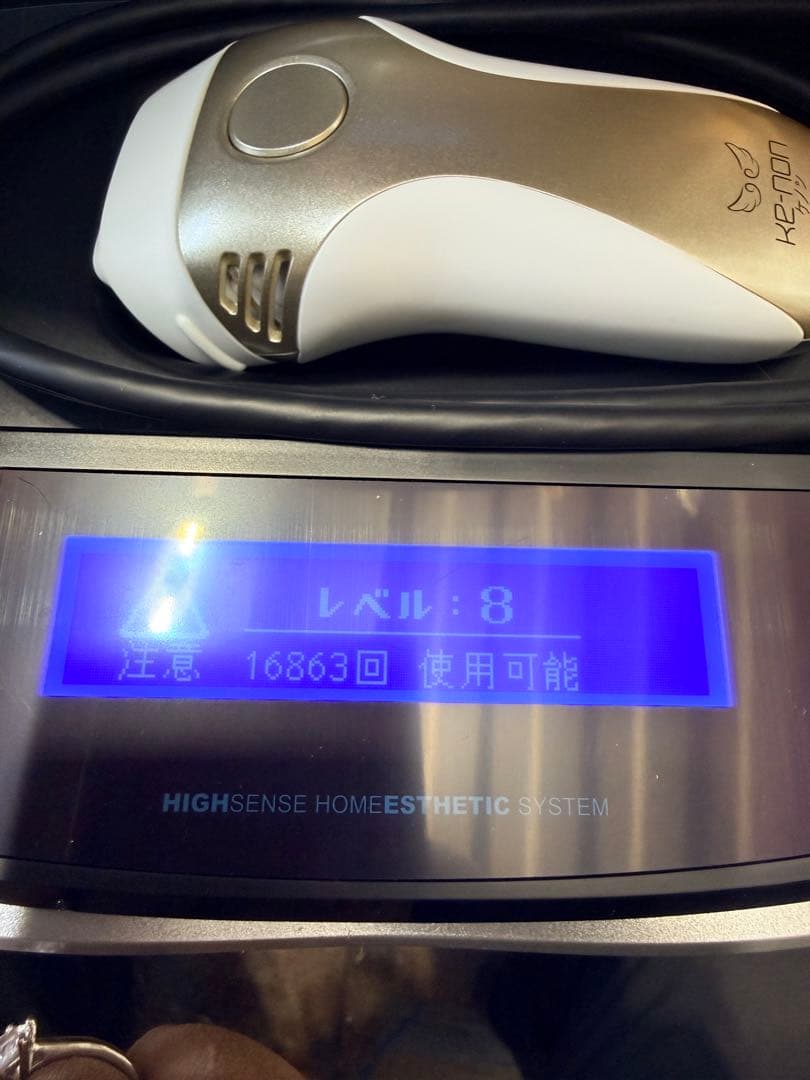 ke-non
ケノン
レベル：8
注意 16863回 使用可能
HIGHSENSE HOMEESTHETIC SYSTEM